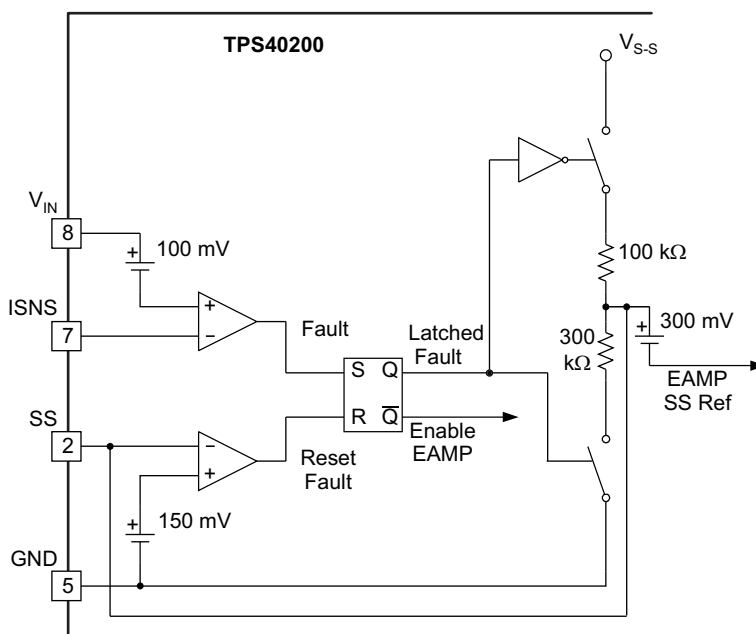 TPS40200
V_S-S
V_IN
8
+
100 mV
100 kΩ
ISNS
7
+
−
Fault
Latched
Fault
300
kΩ
+
300 mV
EAMP
SS Ref
S Q
R Q̅
Enable
EAMP
SS
2
−
+
Reset
Fault
+
150 mV
GND
5